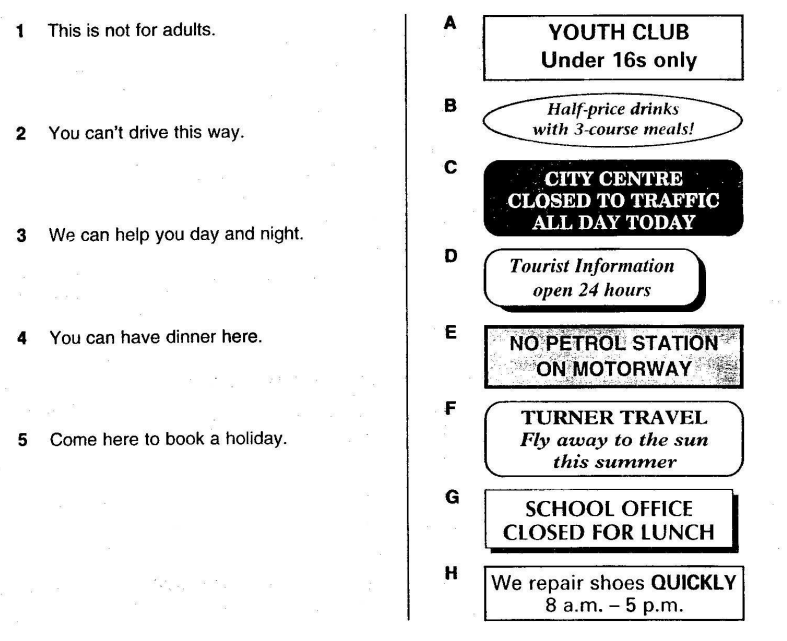 1 This is not for adults.
2 You can't drive this way.
3 We can help you day and night.
4 You can have dinner here.
5 Come here to book a holiday.
A
YOUTH CLUB
Under 16s only
B
Half-price drinks
with 3-course meals!
C
CITY CENTRE
CLOSED TO TRAFFIC
ALL DAY TODAY
D
Tourist Information
open 24 hours
E
NO PETROL STATION
ON MOTORWAY
F
TURNER TRAVEL
Fly away to the sun
this summer
G
SCHOOL OFFICE
CLOSED FOR LUNCH
H
We repair shoes QUICKLY
8 a.m. – 5 p.m.